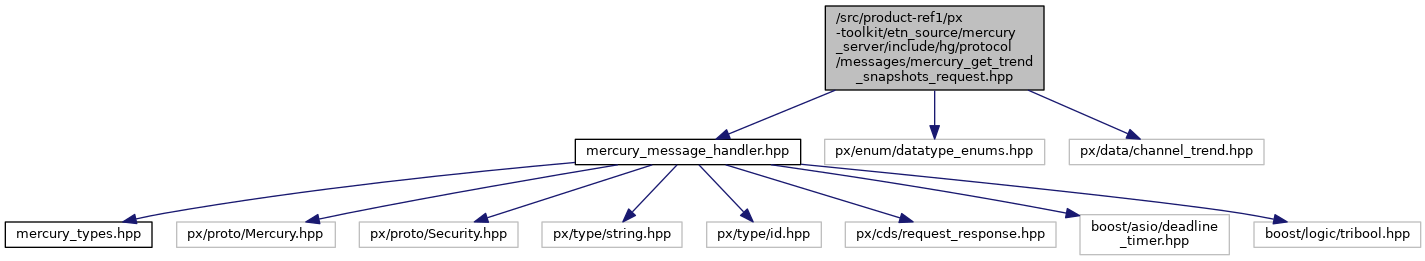 /src/product-ref1/px
-toolkit/etn_source/mercury
_server/include/hg/protocol
/messages/mercury_get_trend
_snapshots_request.hpp
mercury_message_handler.hpp
px/enum/datatype_enums.hpp
px/data/channel_trend.hpp
mercury_types.hpp
px/proto/Mercury.hpp
px/proto/Security.hpp
px/type/string.hpp
px/type/id.hpp
px/cds/request_response.hpp
boost/asio/deadline
_timer.hpp
boost/logic/tribool.hpp